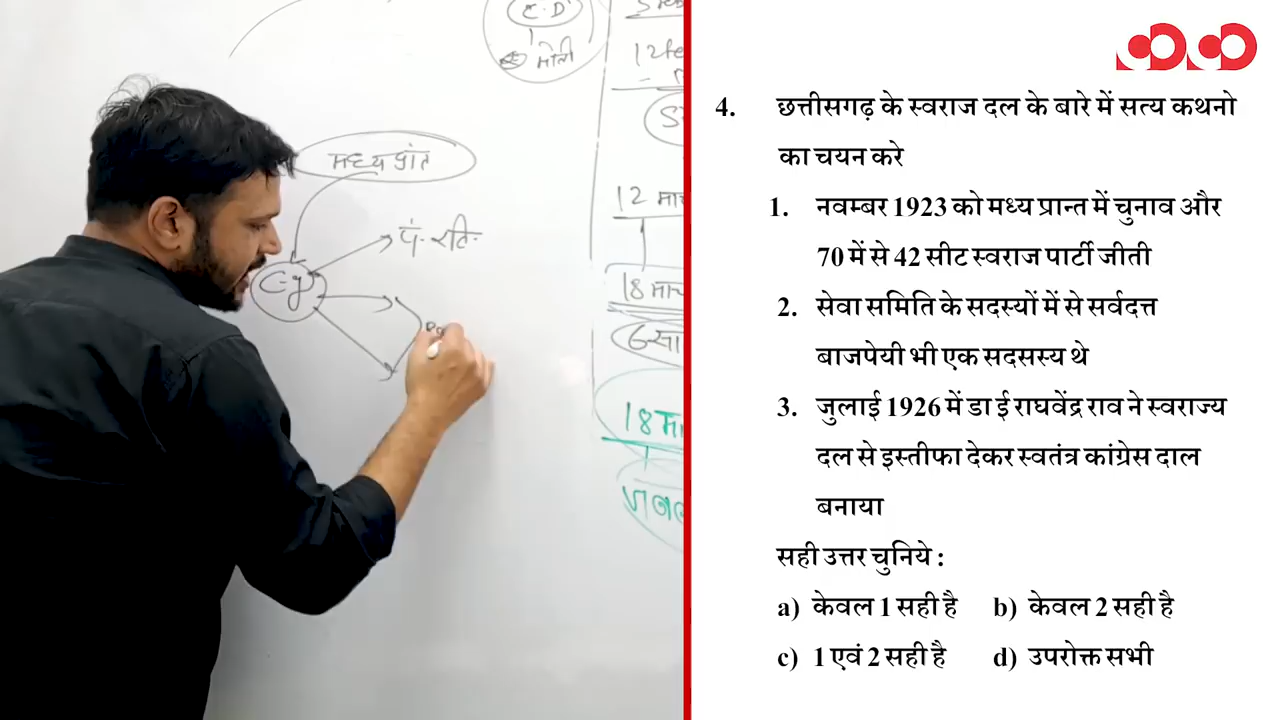 C.D'
मोती
मध्य प्रांत
पं. रवि.
C.g
12 मा
18 मार्च
18 मा
4. छत्तीसगढ़ के स्वराज दल के बारे में सत्य कथनो
का चयन करे
1. नवम्बर 1923 को मध्य प्रान्त में चुनाव और
70 में से 42 सीट स्वराज पार्टी जीती
2. सेवा समिति के सदस्यों में से सर्वदत्त
बाजपेयी भी एक सदसस्य थे
3. जुलाई 1926 में डा ई राघवेंद्र राव ने स्वराज्य
दल से इस्तीफा देकर स्वतंत्र कांग्रेस दाल
बनाया
सही उत्तर चुनिये :
a) केवल 1 सही है b) केवल 2 सही है
c) 1 एवं 2 सही है d) उपरोक्त सभी